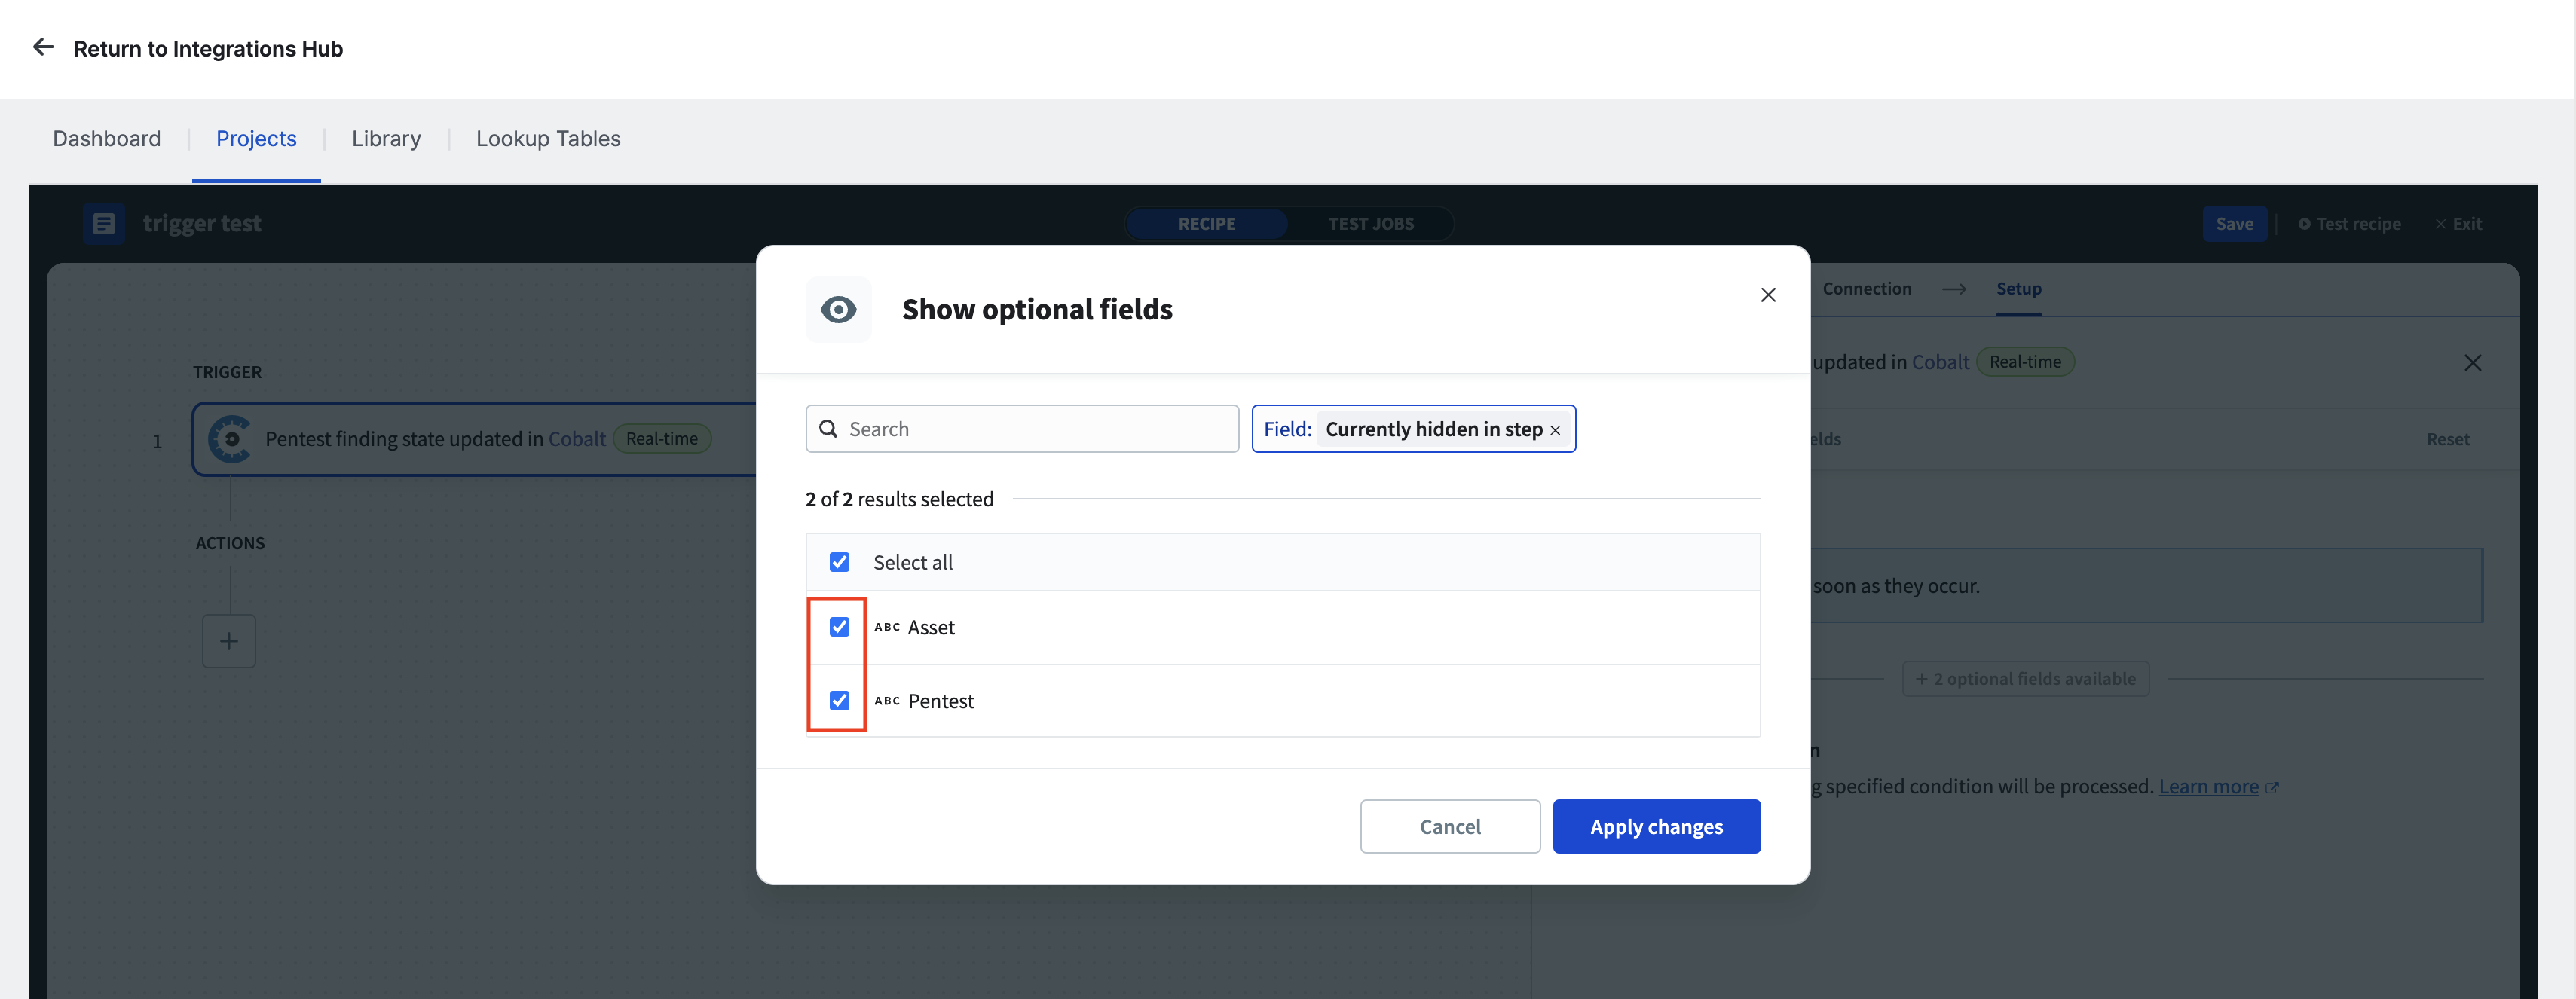 Return to Integrations Hub
Dashboard
Projects
Library
Lookup Tables
trigger test
RECIPE
TEST JOBS
Save
Test recipe
Exit
Show optional fields
Connection
Setup
TRIGGER
updated in Cobalt Real-time
1
Pentest finding state updated in Cobalt Real-time
Search
Field: Currently hidden in step
elds
Reset
2 of 2 results selected
ACTIONS
Select all
soon as they occur.
ABC Asset
+ 2 optional fields available
ABC Pentest
n
g specified condition will be processed. Learn more
Cancel
Apply changes